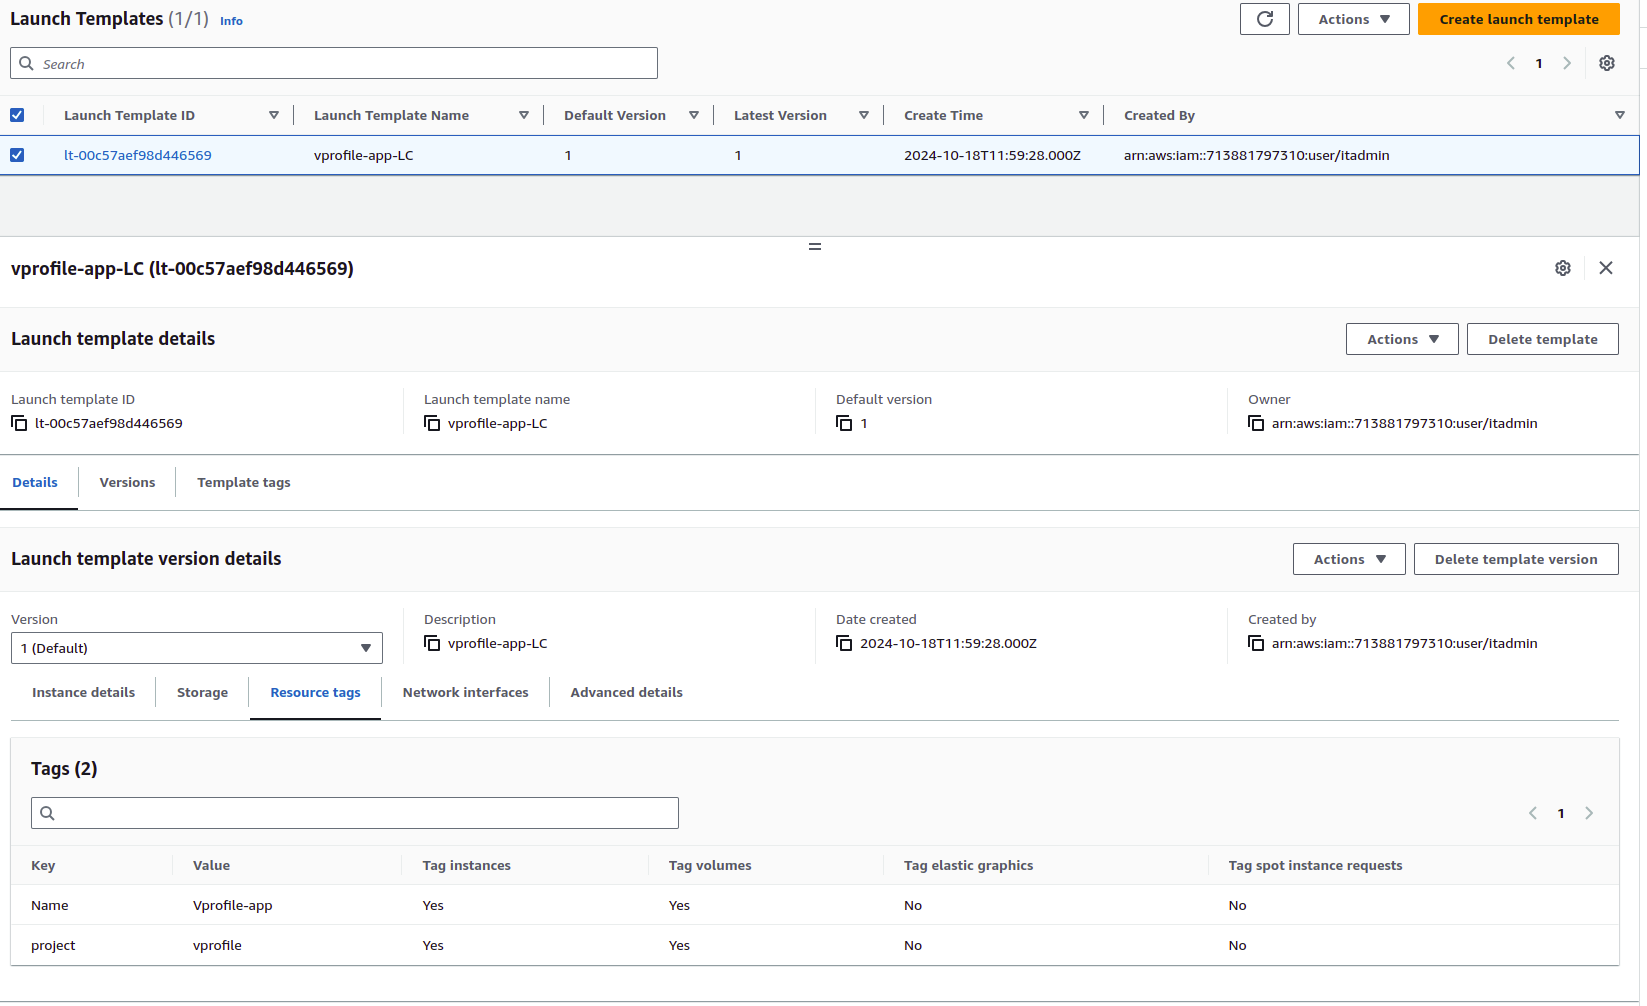 Launch Templates (1/1) Info
Actions
Create launch template
Search
1
Launch Template ID Launch Template Name Default Version Latest Version Create Time Created By
lt-00c57aef98d446569 vprofile-app-LC 1 1 2024-10-18T11:59:28.000Z arn:aws:iam::713881797310:user/itadmin
vprofile-app-LC (lt-00c57aef98d446569)
Launch template details
Actions
Delete template
Launch template ID Launch template name Default version Owner
lt-00c57aef98d446569 vprofile-app-LC 1 arn:aws:iam::713881797310:user/itadmin
Details Versions Template tags
Launch template version details
Actions
Delete template version
Version Description Date created Created by
1 (Default) vprofile-app-LC 2024-10-18T11:59:28.000Z arn:aws:iam::713881797310:user/itadmin
Instance details Storage Resource tags Network interfaces Advanced details
Tags (2)
1
Key Value Tag instances Tag volumes Tag elastic graphics Tag spot instance requests
Name Vprofile-app Yes Yes No No
project vprofile Yes Yes No No